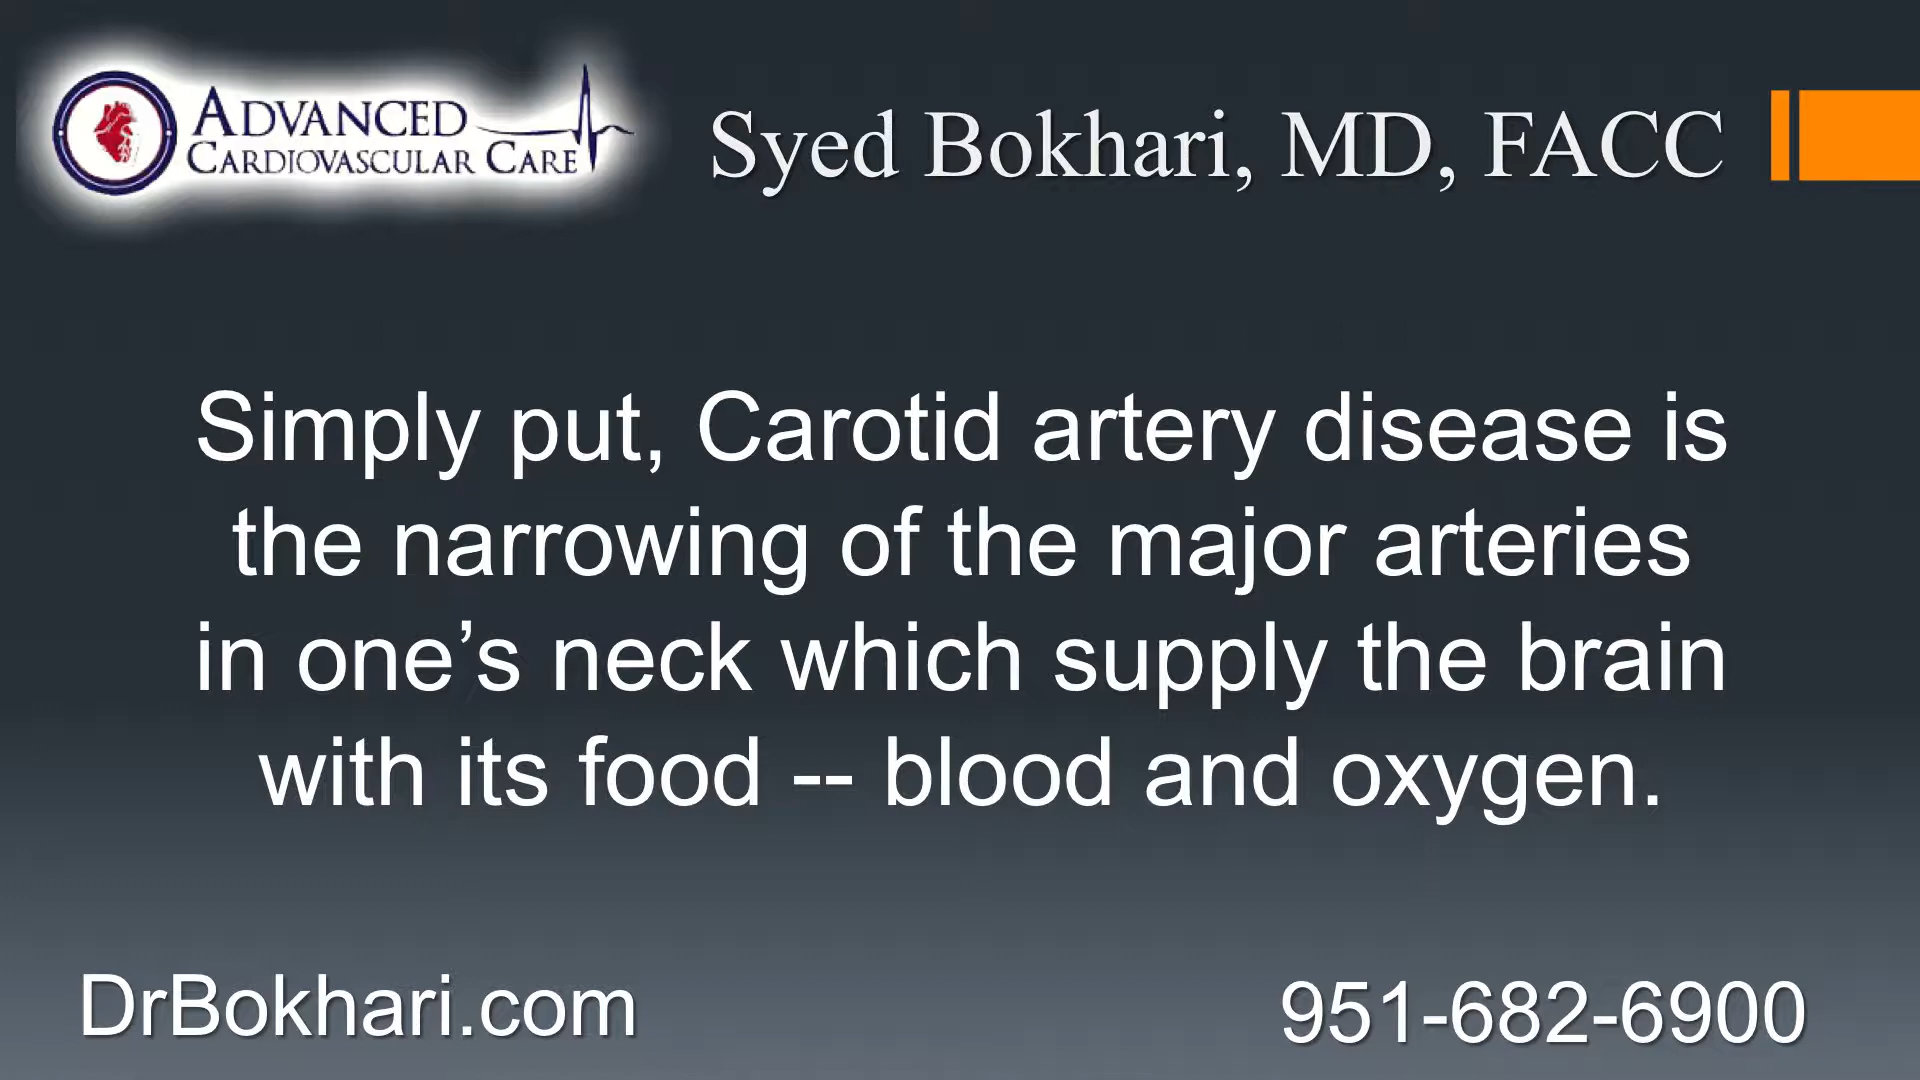 ADVANCED
CARDIOVASCULAR CARE
Syed Bokhari, MD, FACC
Simply put, Carotid artery disease is
the narrowing of the major arteries
in one’s neck which supply the brain
with its food -- blood and oxygen.
DrBokhari.com
951-682-6900